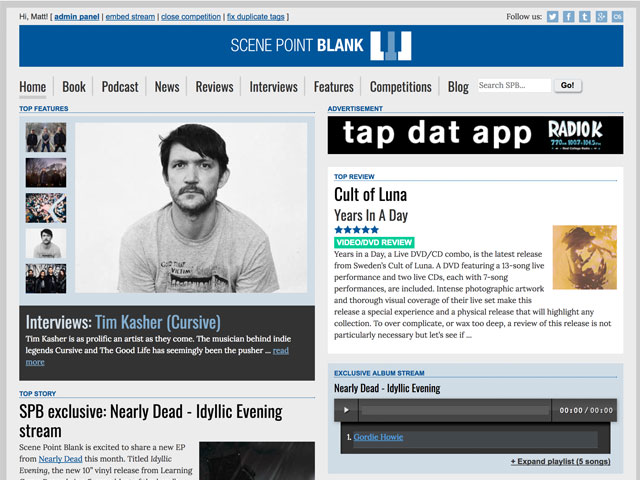 Hi, Matt! [ admin panel | embed stream | close competition | fix duplicate tags ]
Follow us:
SCENE POINT BLANK
Home Book Podcast News Reviews Interviews Features Competitions Blog Search SPB... Go!
TOP FEATURES
Interviews: Tim Kasher (Cursive)
Tim Kasher is as prolific an artist as they come. The musician behind indie
legends Cursive and The Good Life has seemingly been the pusher ... read
more
TOP STORY
SPB exclusive: Nearly Dead - Idyllic Evening
stream
Scene Point Blank is excited to share a new EP
from Nearly Dead this month. Titled Idyllic
Evening, the new 10" vinyl release from Learning
ADVERTISEMENT
tap dat app RADIO K
770am 100.7-104.5fm
Real College Radio
TOP REVIEW
Cult of Luna
Years In A Day
VIDEO/DVD REVIEW
Years in a Day, a Live DVD/CD combo, is the latest release
from Sweden's Cult of Luna. A DVD featuring a 13-song live
performance and two live CDs, each with 7-song
performances, are included. Intense photographic artwork
and thorough visual coverage of their live set make this
release a special experience and a physical release that will highlight any
collection. To over complicate, or wax too deep, a review of this release is not
particularly necessary but let's see if ...
EXCLUSIVE ALBUM STREAM
Nearly Dead - Idyllic Evening
00:00 / 00:00
1. Gordie Howie
+ Expand playlist (5 songs)